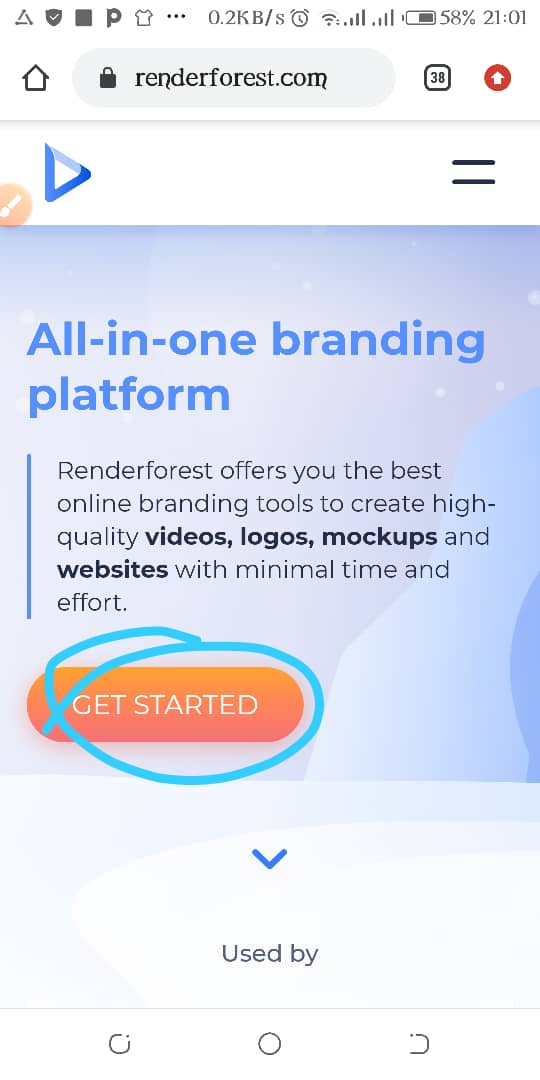 0.2KB/s 58% 21:01
renderforest.com
38
All-in-one branding
platform
Renderforest offers you the best
online branding tools to create high-
quality videos, logos, mockups and
websites with minimal time and
effort.
GET STARTED
Used by